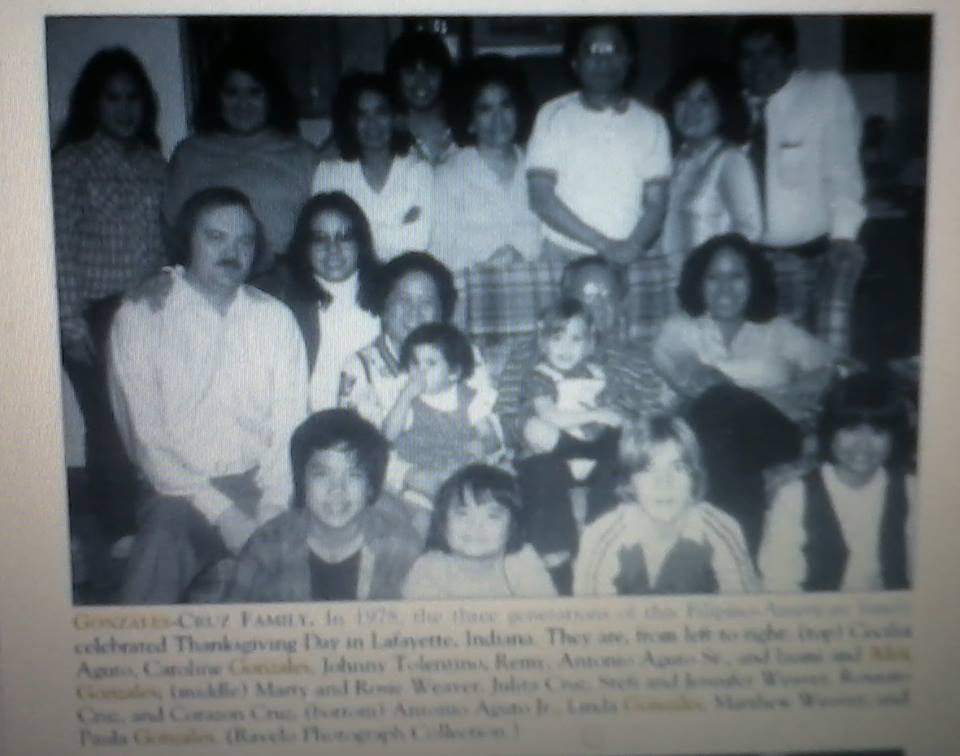 GONZALES-CRUZ FAMILY. In 1978, the three generations of this Filipino-American family
celebrated Thanksgiving Day in Lafayette, Indiana. They are, from left to right: (top) Cecilia
Aguto, Caroline Gonzales, Johnny Tolentino, Remy, Antonio Aguto Sr., and and Alex
Gonzales; (middle) Marty and Rosie Weaver, Julita Cruz, Stefi and Jennifer Weaver,
Cruz, and Corazon Cruz; (bottom) Antonio Aguto Jr., Linda Gonzales, Matthew Weaver, and
Paula Gonzales. (Ravelo Photograph Collection.)